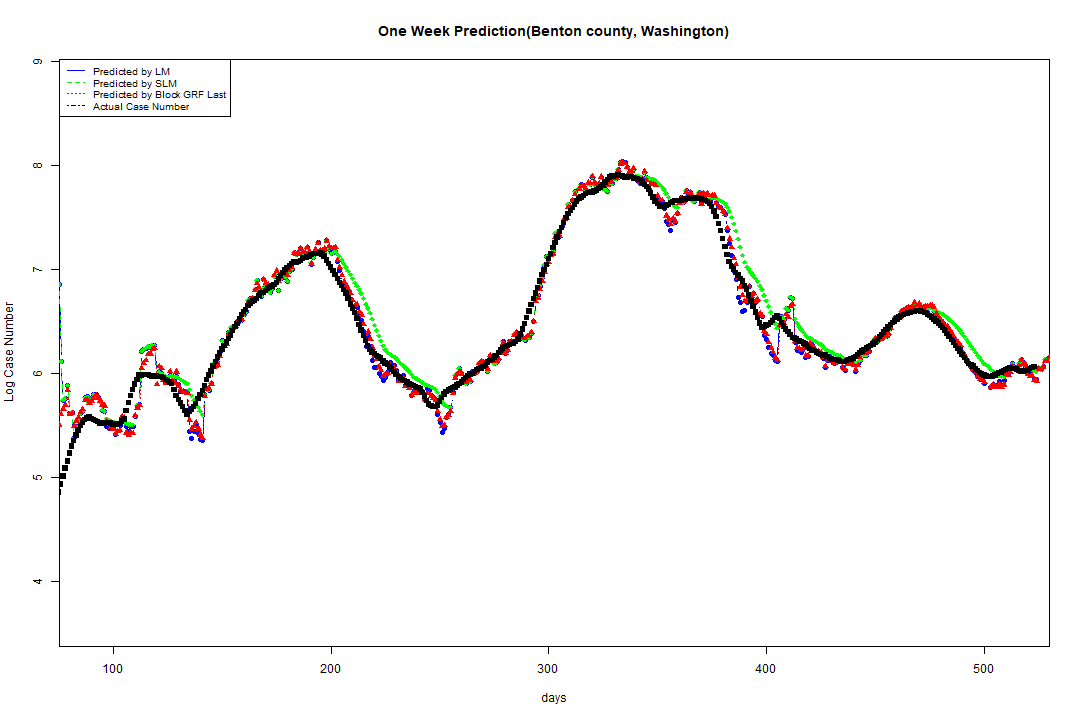 One Week Prediction(Benton county, Washington)
Predicted by LM
Predicted by SLM
Predicted by Block GRF Last
Actual Case Number
9
8
7
6
5
4
Log Case Number
100 200 300 400 500
days